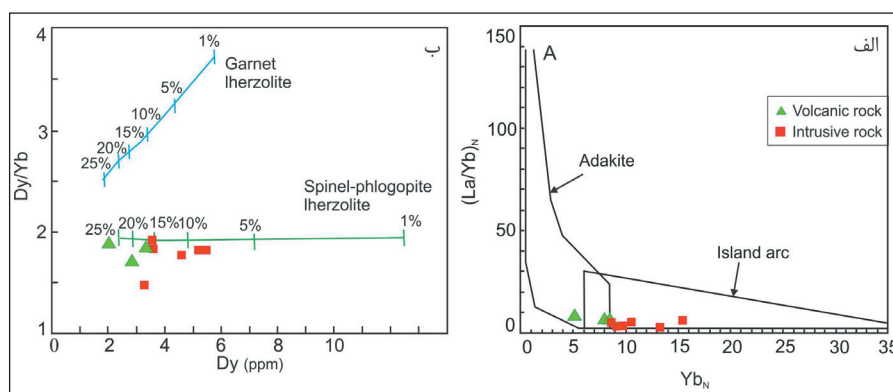 ب
4
3
2
1
Dy/Yb
0
2
4
6
8
10
12
Dy (ppm)
1%
5%
10%
15%
20%
25%
Garnet
lherzolite
Spinel-phlogopite
lherzolite
25%
20%
15%
10%
5%
1%
الف
A
150
100
50
0
(La/Yb)N
0
5
10
15
20
25
30
35
YbN
Adakite
Island arc
Volcanic rock
Intrusive rock